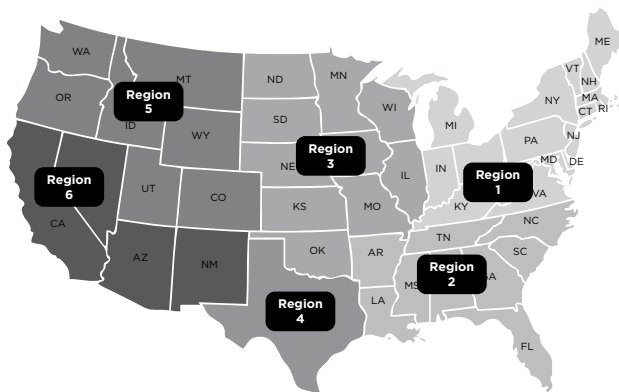 ME
WA
VT
NH
MT
ND
MN
OR
MA
NY
WI
CT
RI
Region
5
SD
MI
ID
PA
NJ
WY
Region
3
NE
MD
DE
IL
IN
Region
1
Region
6
UT
CO
VA
KS
MO
KY
CA
NC
TN
OK
AR
AZ
NM
SC
Region
2
MS
GA
LA
Region
4
FL